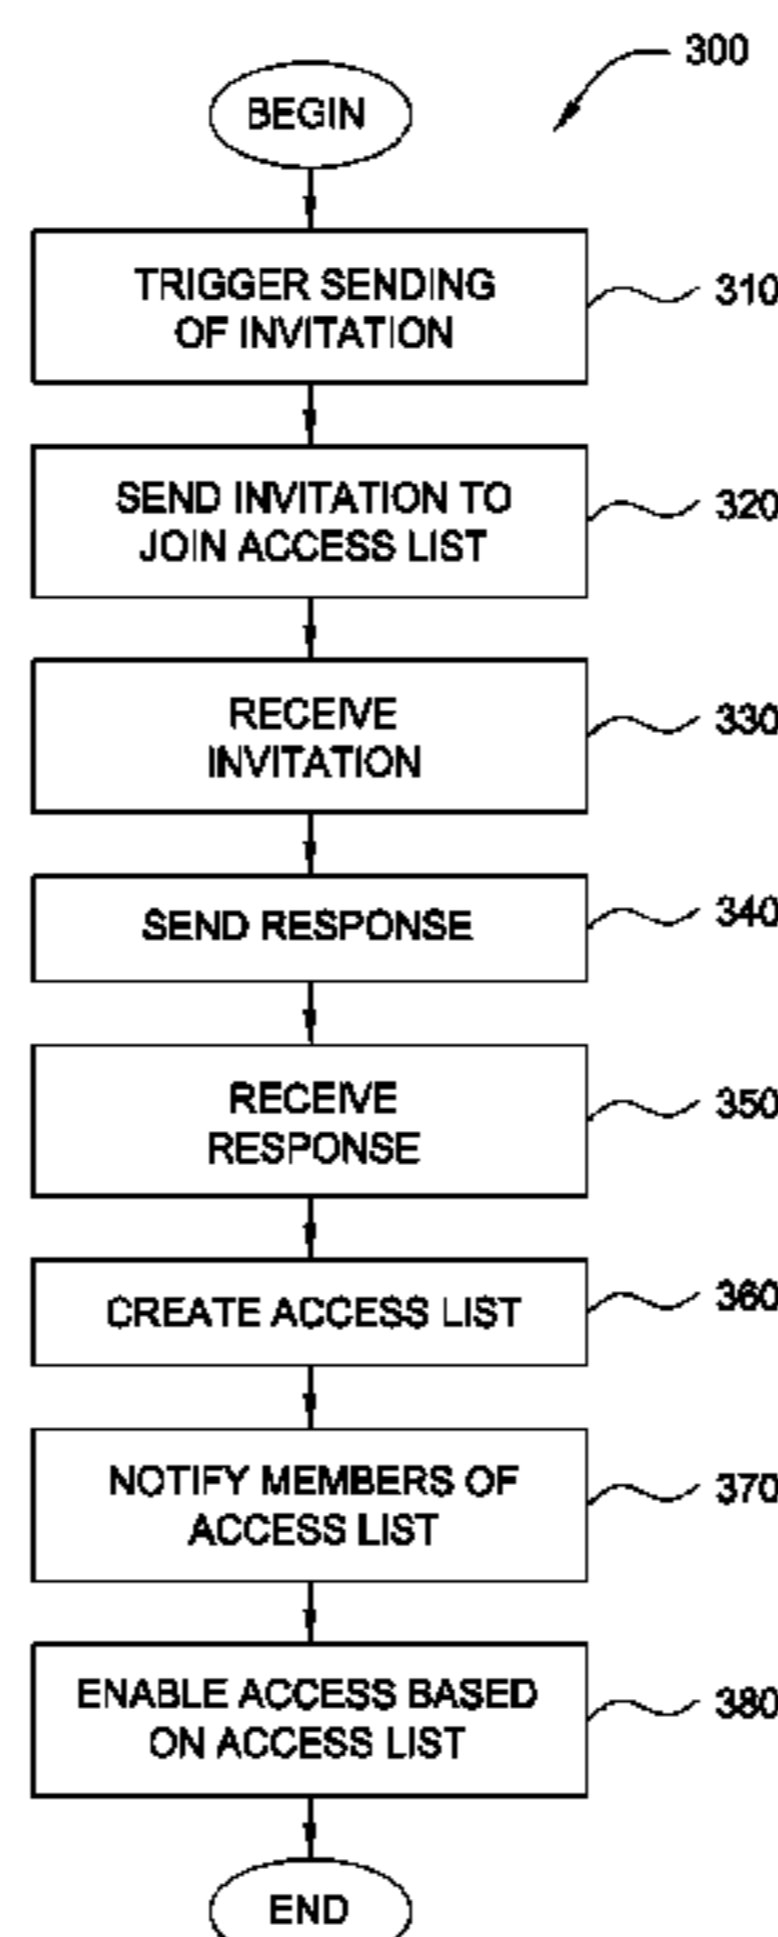 300
BEGIN
TRIGGER SENDING
OF INVITATION
310
SEND INVITATION TO
JOIN ACCESS LIST
320
RECEIVE
INVITATION
330
SEND RESPONSE
340
RECEIVE
RESPONSE
350
CREATE ACCESS LIST
360
NOTIFY MEMBERS OF
ACCESS LIST
370
ENABLE ACCESS BASED
ON ACCESS LIST
380
END